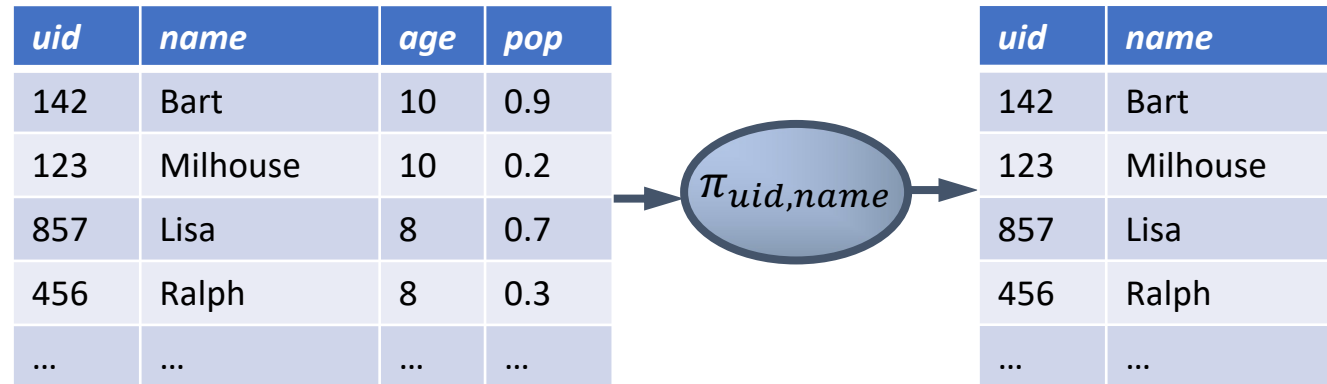 uid name age pop
142 Bart 10 0.9
123 Milhouse 10 0.2
857 Lisa 8 0.7
456 Ralph 8 0.3
... ... ... ...
π uid,name
uid name
142 Bart
123 Milhouse
857 Lisa
456 Ralph
... ...